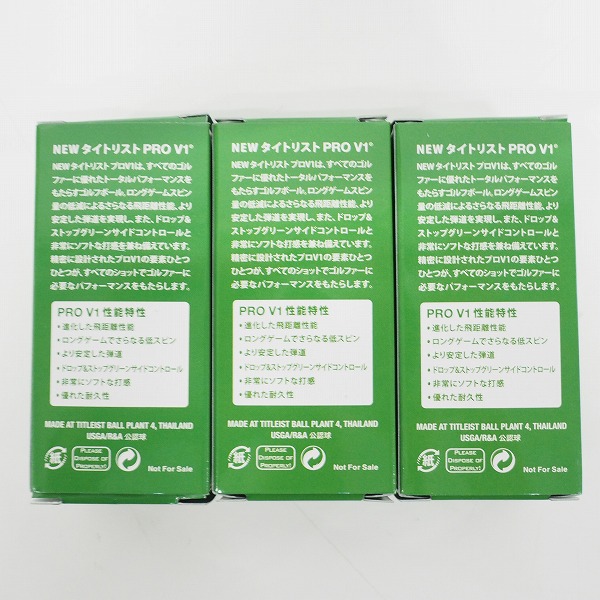 NEW タイトリスト PRO V1®
NEW タイトリスト プロV1は、すべてのゴル
ファーに優れたトータルパフォーマンスを
もたらすゴルフボール。ロングゲームスピン
量の低減によるさらなる飛距離性能、より
安定した弾道を実現し、また、ドロップ&
ストップグリーンサイドコントロールと
非常にソフトな打感を兼ね備えています。
精密に設計されたプロV1の要素ひとつ
ひとつが、すべてのショットでゴルファーに
必要なパフォーマンスをもたらします。
PRO V1 性能特性
・進化した飛距離性能
・ロングゲームでさらなる低スピン
・より安定した弾道
・ドロップ&ストップグリーンサイドコントロール
・非常にソフトな打感
・優れた耐久性
MADE AT TITLEIST BALL PLANT 4, THAILAND
USGA/R&A 公認球
紙
PLEASE
DISPOSE OF
PROPERLY!
Not For Sale
NEW タイトリスト PRO V1®
NEW タイトリスト プロV1は、すべてのゴル
ファーに優れたトータルパフォーマンスを
もたらすゴルフボール。ロングゲームスピン
量の低減によるさらなる飛距離性能、より
安定した弾道を実現し、また、ドロップ&
ストップグリーンサイドコントロールと
非常にソフトな打感を兼ね備えています。
精密に設計されたプロV1の要素ひとつ
ひとつが、すべてのショットでゴルファーに
必要なパフォーマンスをもたらします。
PRO V1 性能特性
・進化した飛距離性能
・ロングゲームでさらなる低スピン
・より安定した弾道
・ドロップ&ストップグリーンサイドコントロール
・非常にソフトな打感
・優れた耐久性
MADE AT TITLEIST BALL PLANT 4, THAILAND
USGA/R&A 公認球
紙
PLEASE
DISPOSE OF
PROPERLY!
Not For Sale
NEW タイトリスト PRO V1®
NEW タイトリスト プロV1は、すべてのゴル
ファーに優れたトータルパフォーマンスを
もたらすゴルフボール。ロングゲームスピン
量の低減によるさらなる飛距離性能、より
安定した弾道を実現し、また、ドロップ&
ストップグリーンサイドコントロールと
非常にソフトな打感を兼ね備えています。
精密に設計されたプロV1の要素ひとつ
ひとつが、すべてのショットでゴルファーに
必要なパフォーマンスをもたらします。
PRO V1 性能特性
・進化した飛距離性能
・ロングゲームでさらなる低スピン
・より安定した弾道
・ドロップ&ストップグリーンサイドコントロール
・非常にソフトな打感
・優れた耐久性
MADE AT TITLEIST BALL PLANT 4, THAILAND
USGA/R&A 公認球
紙
PLEASE
DISPOSE OF
PROPERLY!
Not For Sale